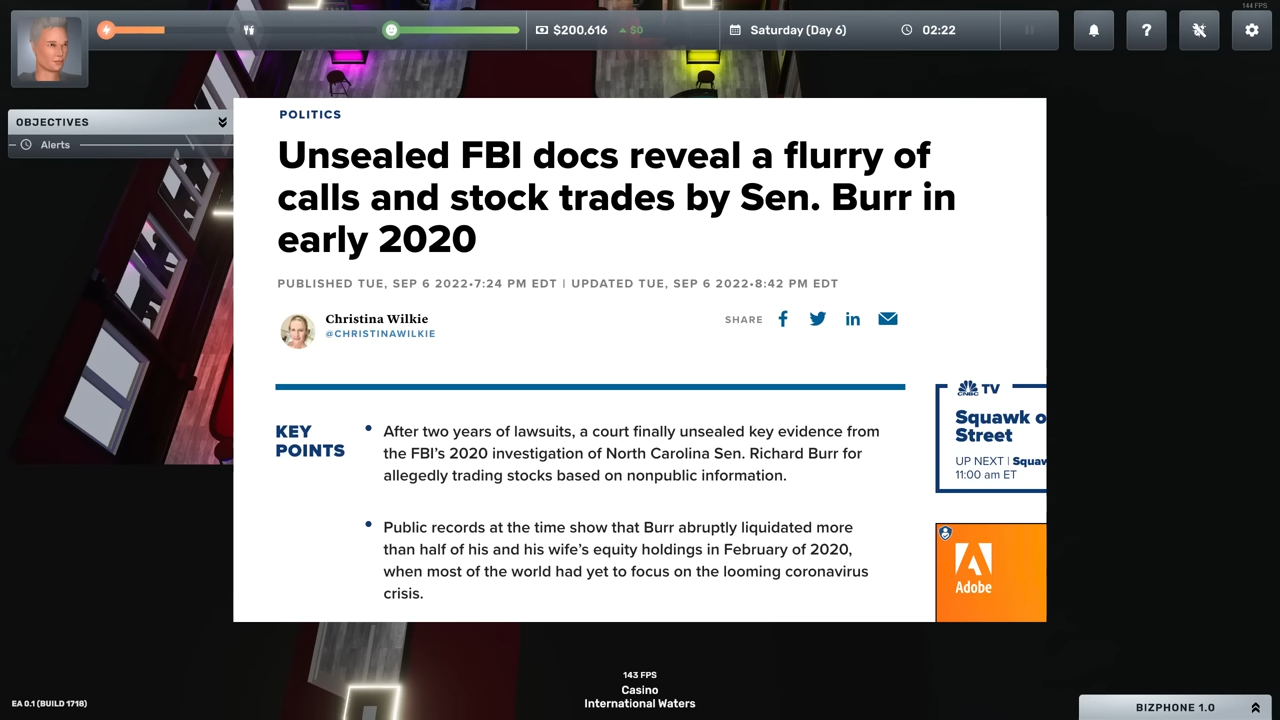 144 FPS
$200,616
$0
Saturday (Day 6)
02:22
?
OBJECTIVES
Alerts
POLITICS
Unsealed FBI docs reveal a flurry of
calls and stock trades by Sen. Burr in
early 2020
PUBLISHED TUE, SEP 6 2022•7:24 PM EDT | UPDATED TUE, SEP 6 2022•8:42 PM EDT
Christina Wilkie
@CHRISTINAWILKIE
SHARE
KEY
POINTS
After two years of lawsuits, a court finally unsealed key evidence from
the FBI’s 2020 investigation of North Carolina Sen. Richard Burr for
allegedly trading stocks based on nonpublic information.
Public records at the time show that Burr abruptly liquidated more
than half of his and his wife’s equity holdings in February of 2020,
when most of the world had yet to focus on the looming coronavirus
crisis.
CNBC TV
Squawk o
Street
UP NEXT | Squaw
11:00 am ET
Adobe
143 FPS
Casino
International Waters
EA 0.1 (BUILD 1718)
BIZPHONE 1.0